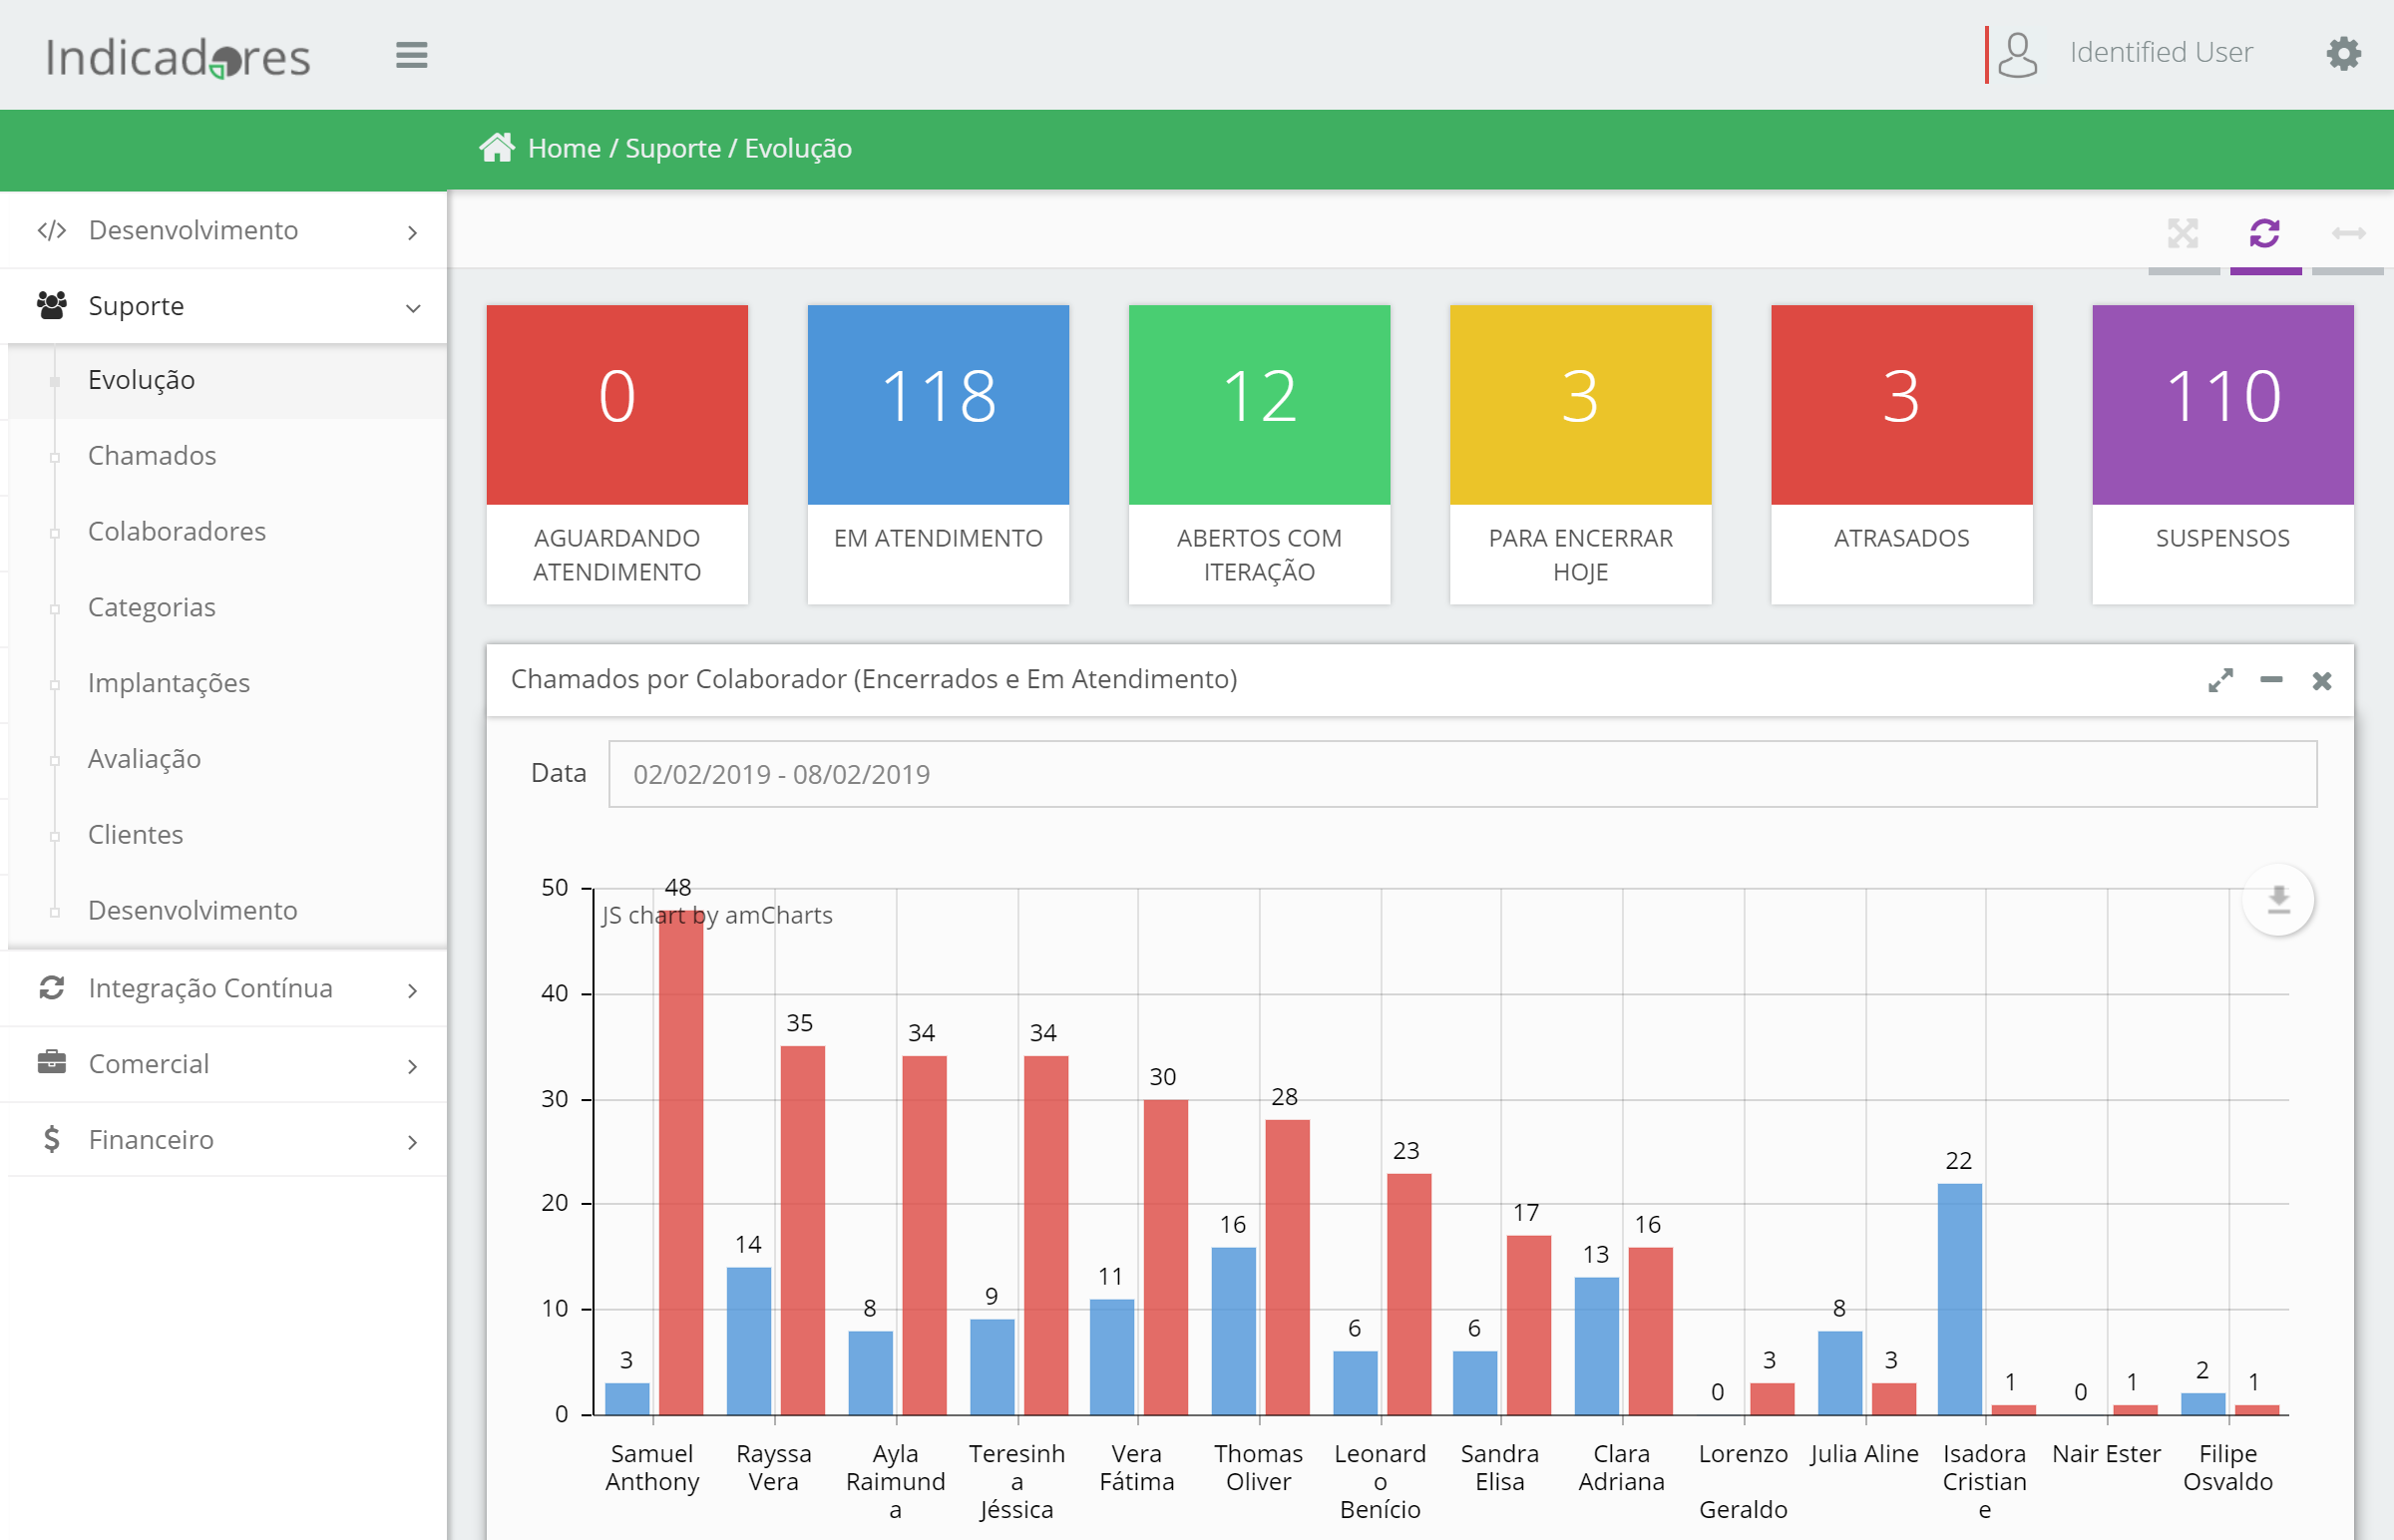 Indicadores
Identified User
Home / Suporte / Evolução
Desenvolvimento
Suporte
Evolução
Chamados
Colaboradores
Categorias
Implantações
Avaliação
Clientes
Desenvolvimento
Integração Contínua
Comercial
Financeiro
0
AGUARDANDO
ATENDIMENTO
118
EM ATENDIMENTO
12
ABERTOS COM
ITERAÇÃO
3
PARA ENCERRAR
HOJE
3
ATRASADOS
110
SUSPENSOS
Chamados por Colaborador (Encerrados e Em Atendimento)
Data
02/02/2019 - 08/02/2019
JS chart by amCharts
50
40
30
20
10
0
3
48
14
35
8
34
9
34
11
30
16
28
6
23
6
17
13
16
0
3
8
3
22
1
0
1
2
1
Samuel
Anthony
Rayssa
Vera
Ayla
Raimund
a
Teresinh
a
Jéssica
Vera
Fátima
Thomas
Oliver
Leonard
o
Benício
Sandra
Elisa
Clara
Adriana
Lorenzo
Geraldo
Julia Aline
Isadora
Cristian
e
Nair Ester
Filipe
Osvaldo